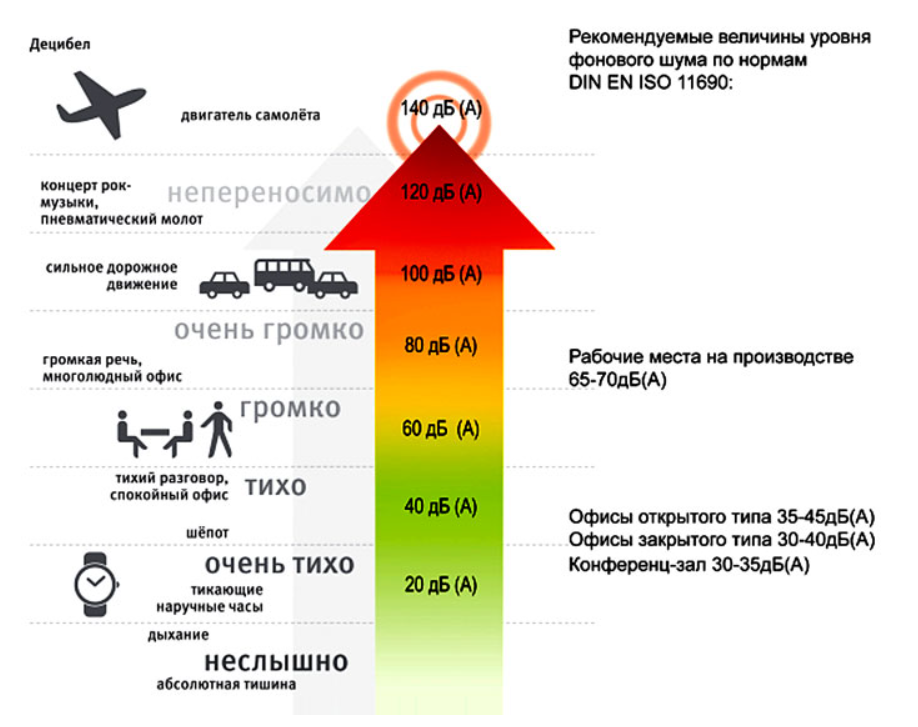 Децибел
Рекомендуемые величины уровня
фонового шума по нормам
DIN EN ISO 11690:
двигатель самолёта
140 дБ (А)
концерт рок-
музыки,
пневматический молот
непереносимо
120 дБ (А)
сильное дорожное
движение
100 дБ (А)
очень громко
громкая речь,
многолюдный офис
80 дБ (А)
Рабочие места на производстве
65-70дБ(А)
громко
60 дБ (А)
тихий разговор,
спокойный офис
тихо
40 дБ (А)
шёпот
Офисы открытого типа 35-45дБ(А)
Офисы закрытого типа 30-40дБ(А)
Конференц-зал 30-35дБ(А)
очень тихо
тикающие
наручные часы
20 дБ (А)
дыхание
неслышно
абсолютная тишина